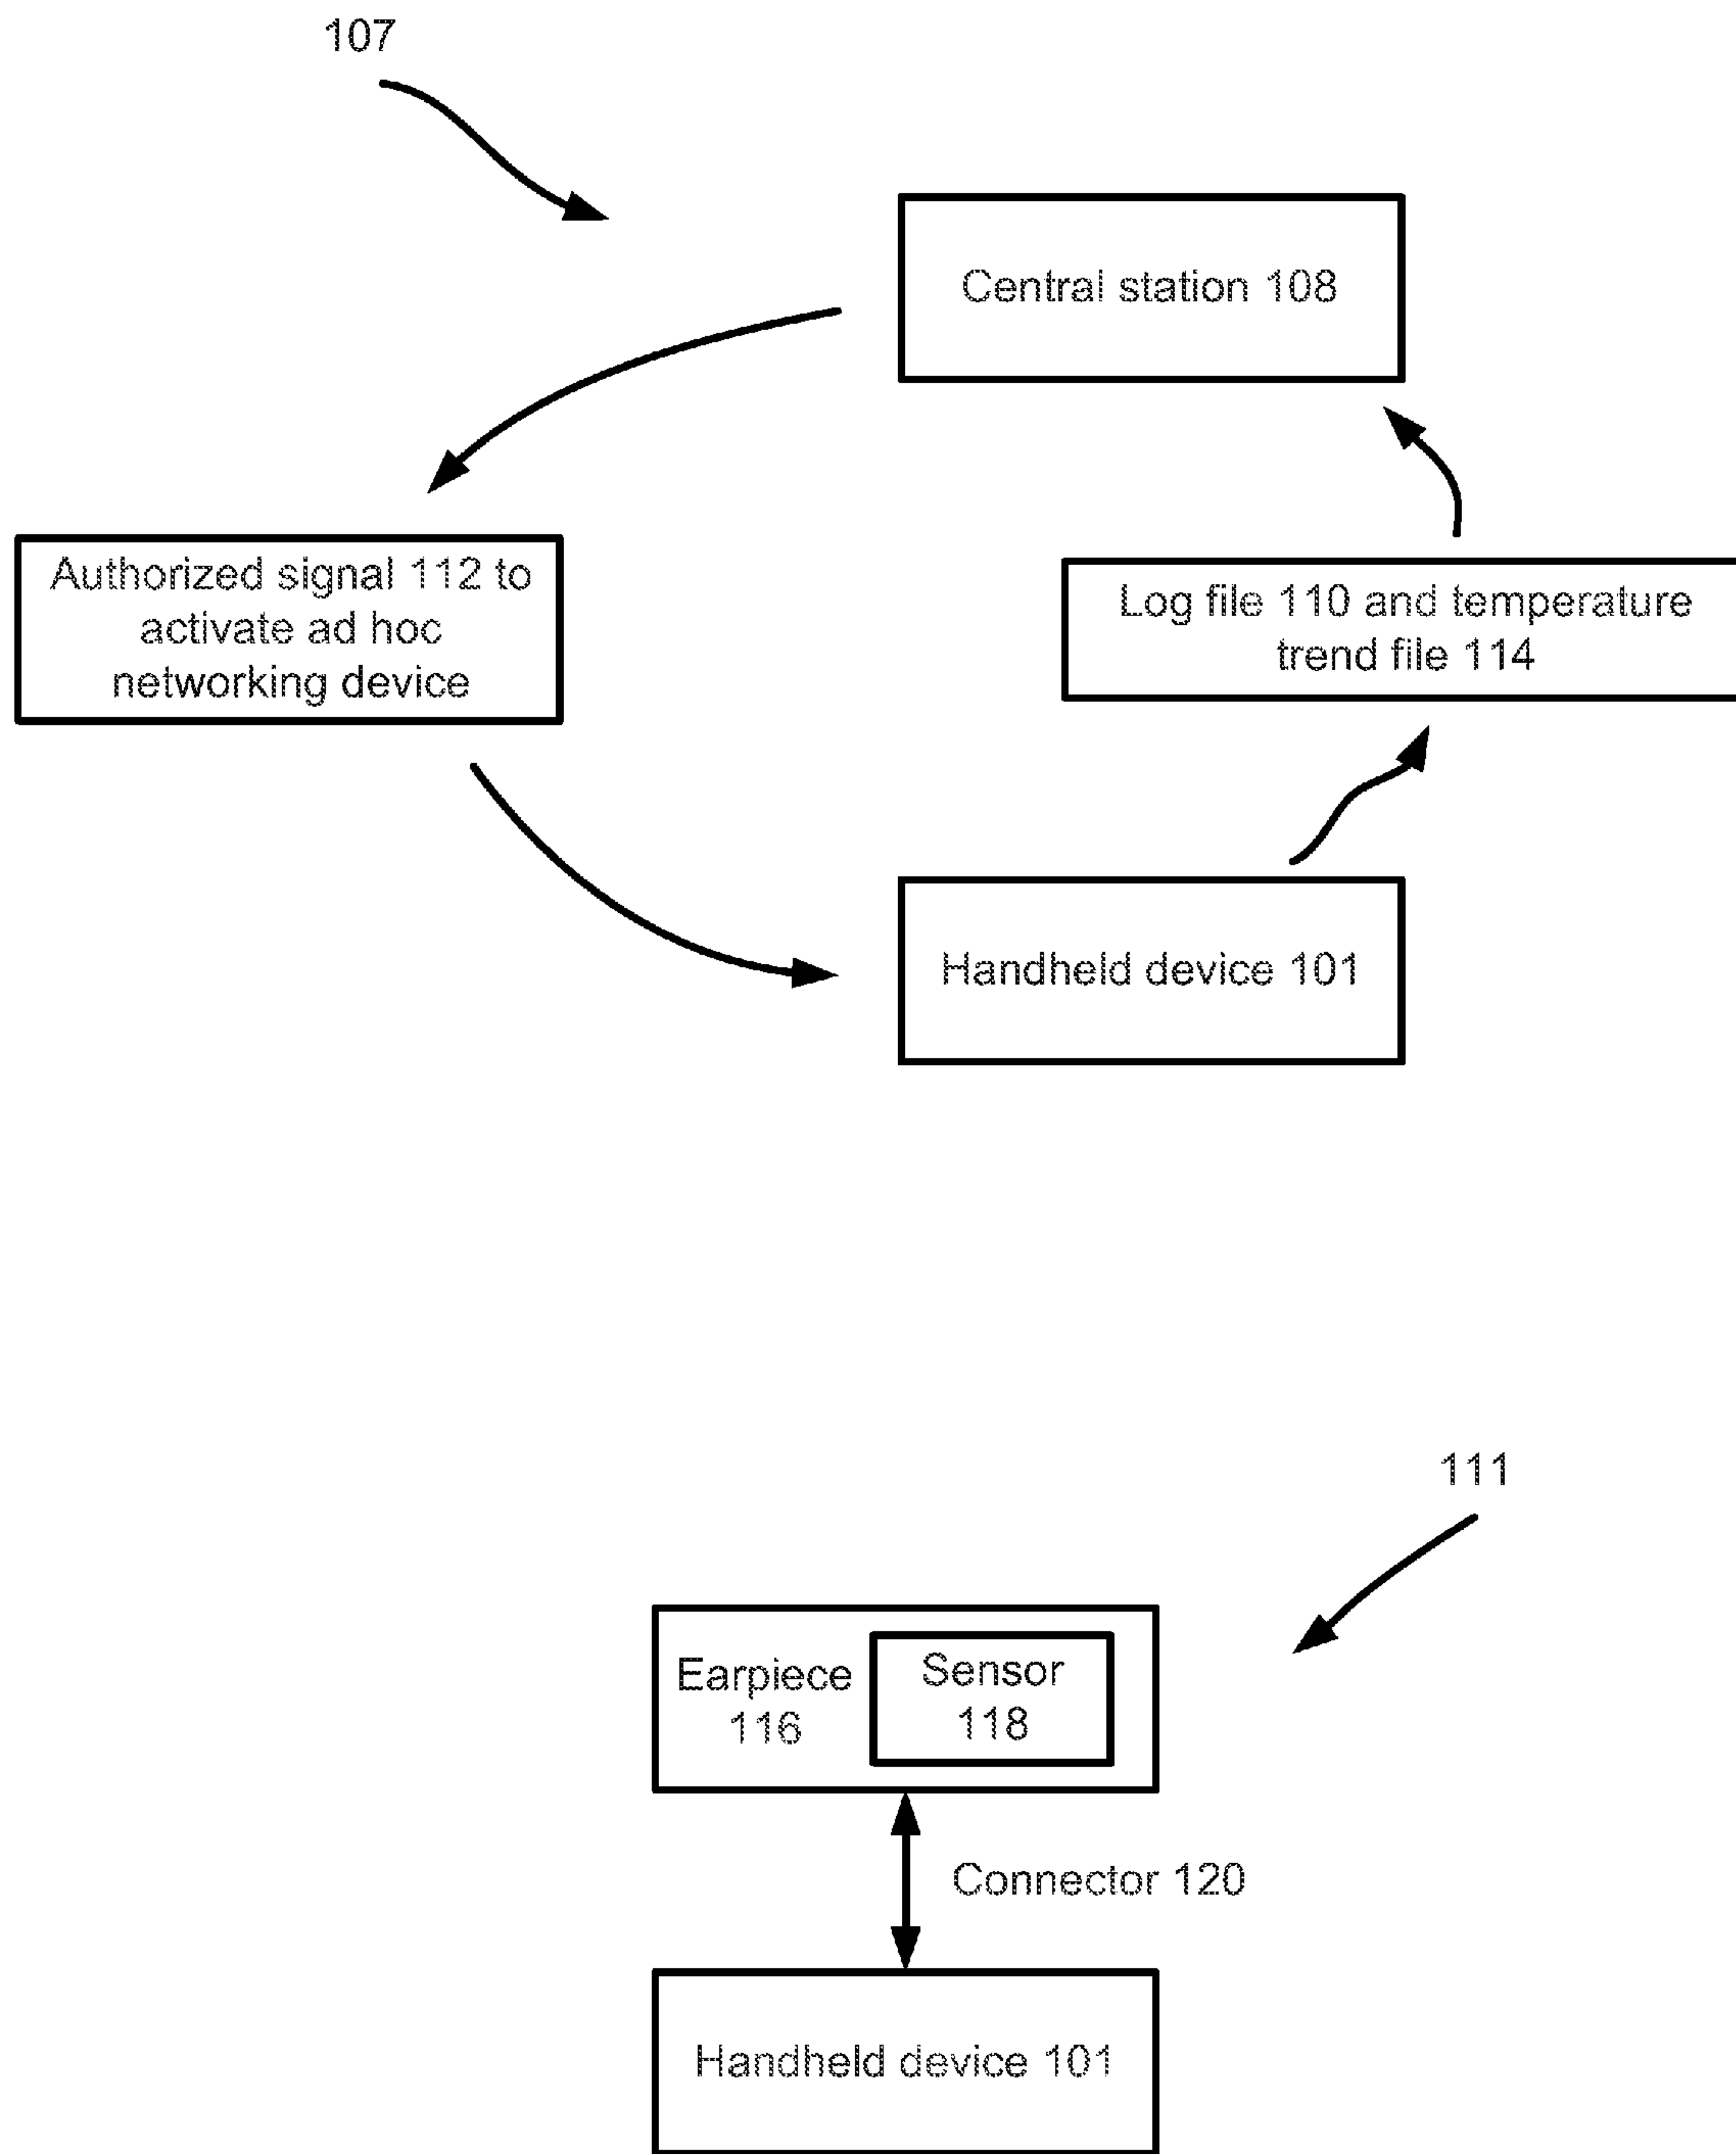 107
Central station 108
Authorized signal 112 to
activate ad hoc
networking device
Log file 110 and temperature
trend file 114
Handheld device 101
111
Earpiece
116
Sensor
118
Connector 120
Handheld device 101